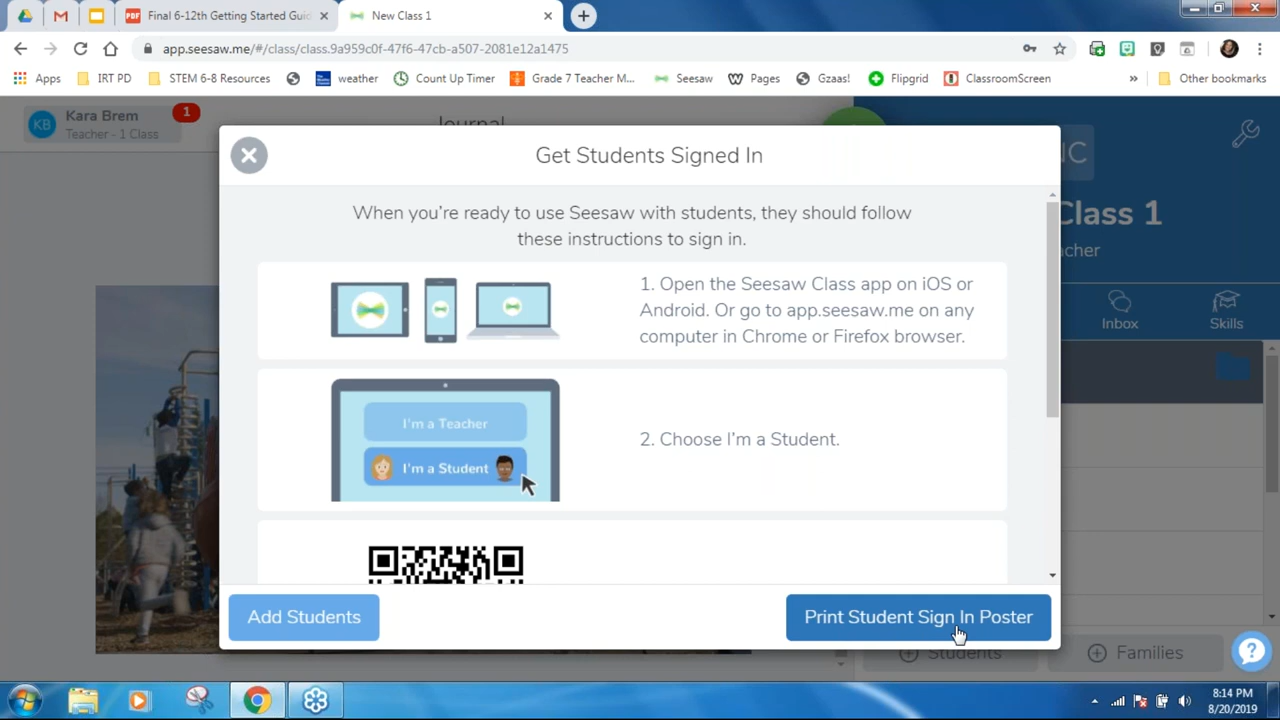 Final 6-12th Getting Started Guid
New Class 1
app.seesaw.me/#/class/class.9a959c0f-47f6-47cb-a507-2081e12a1475
Apps
IRT PD
STEM 6-8 Resources
weather
Count Up Timer
Grade 7 Teacher M...
Seesaw
Pages
Gzaas!
Flipgrid
ClassroomScreen
»
Other bookmarks
KB
Kara Brem
Teacher - 1 Class
1
Journal
NC
Class 1
cher
Inbox
Skills
Get Students Signed In
When you're ready to use Seesaw with students, they should follow
these instructions to sign in.
1. Open the Seesaw Class app on iOS or
Android. Or go to app.seesaw.me on any
computer in Chrome or Firefox browser.
I'm a Teacher
I'm a Student
2. Choose I'm a Student.
Add Students
Print Student Sign In Poster
Students
Families
?
8:14 PM
8/20/2019